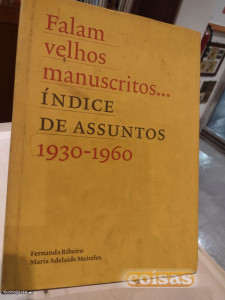 Falam
velhos
manuscritos...
ÍNDICE
DE ASSUNTOS
1930-1960
Fernanda Ribeiro
Maria Adelaide Meireles
coisas